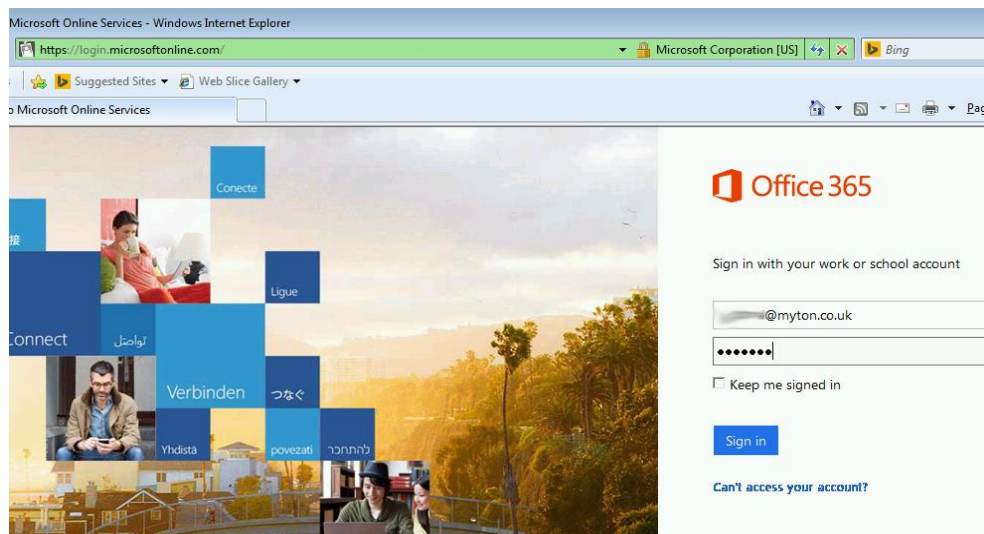 Microsoft Online Services - Windows Internet Explorer
https://login.microsoftonline.com/
Microsoft Corporation [US]
Bing
Suggested Sites
Web Slice Gallery
o Microsoft Online Services
Pag
Conecte
接
Ligue
Connect
تواصل
Verbinden
つなぐ
Yhdistä
povezati
להתחבר
Office 365
Sign in with your work or school account
@myton.co.uk
Keep me signed in
Sign in
Can't access your account?